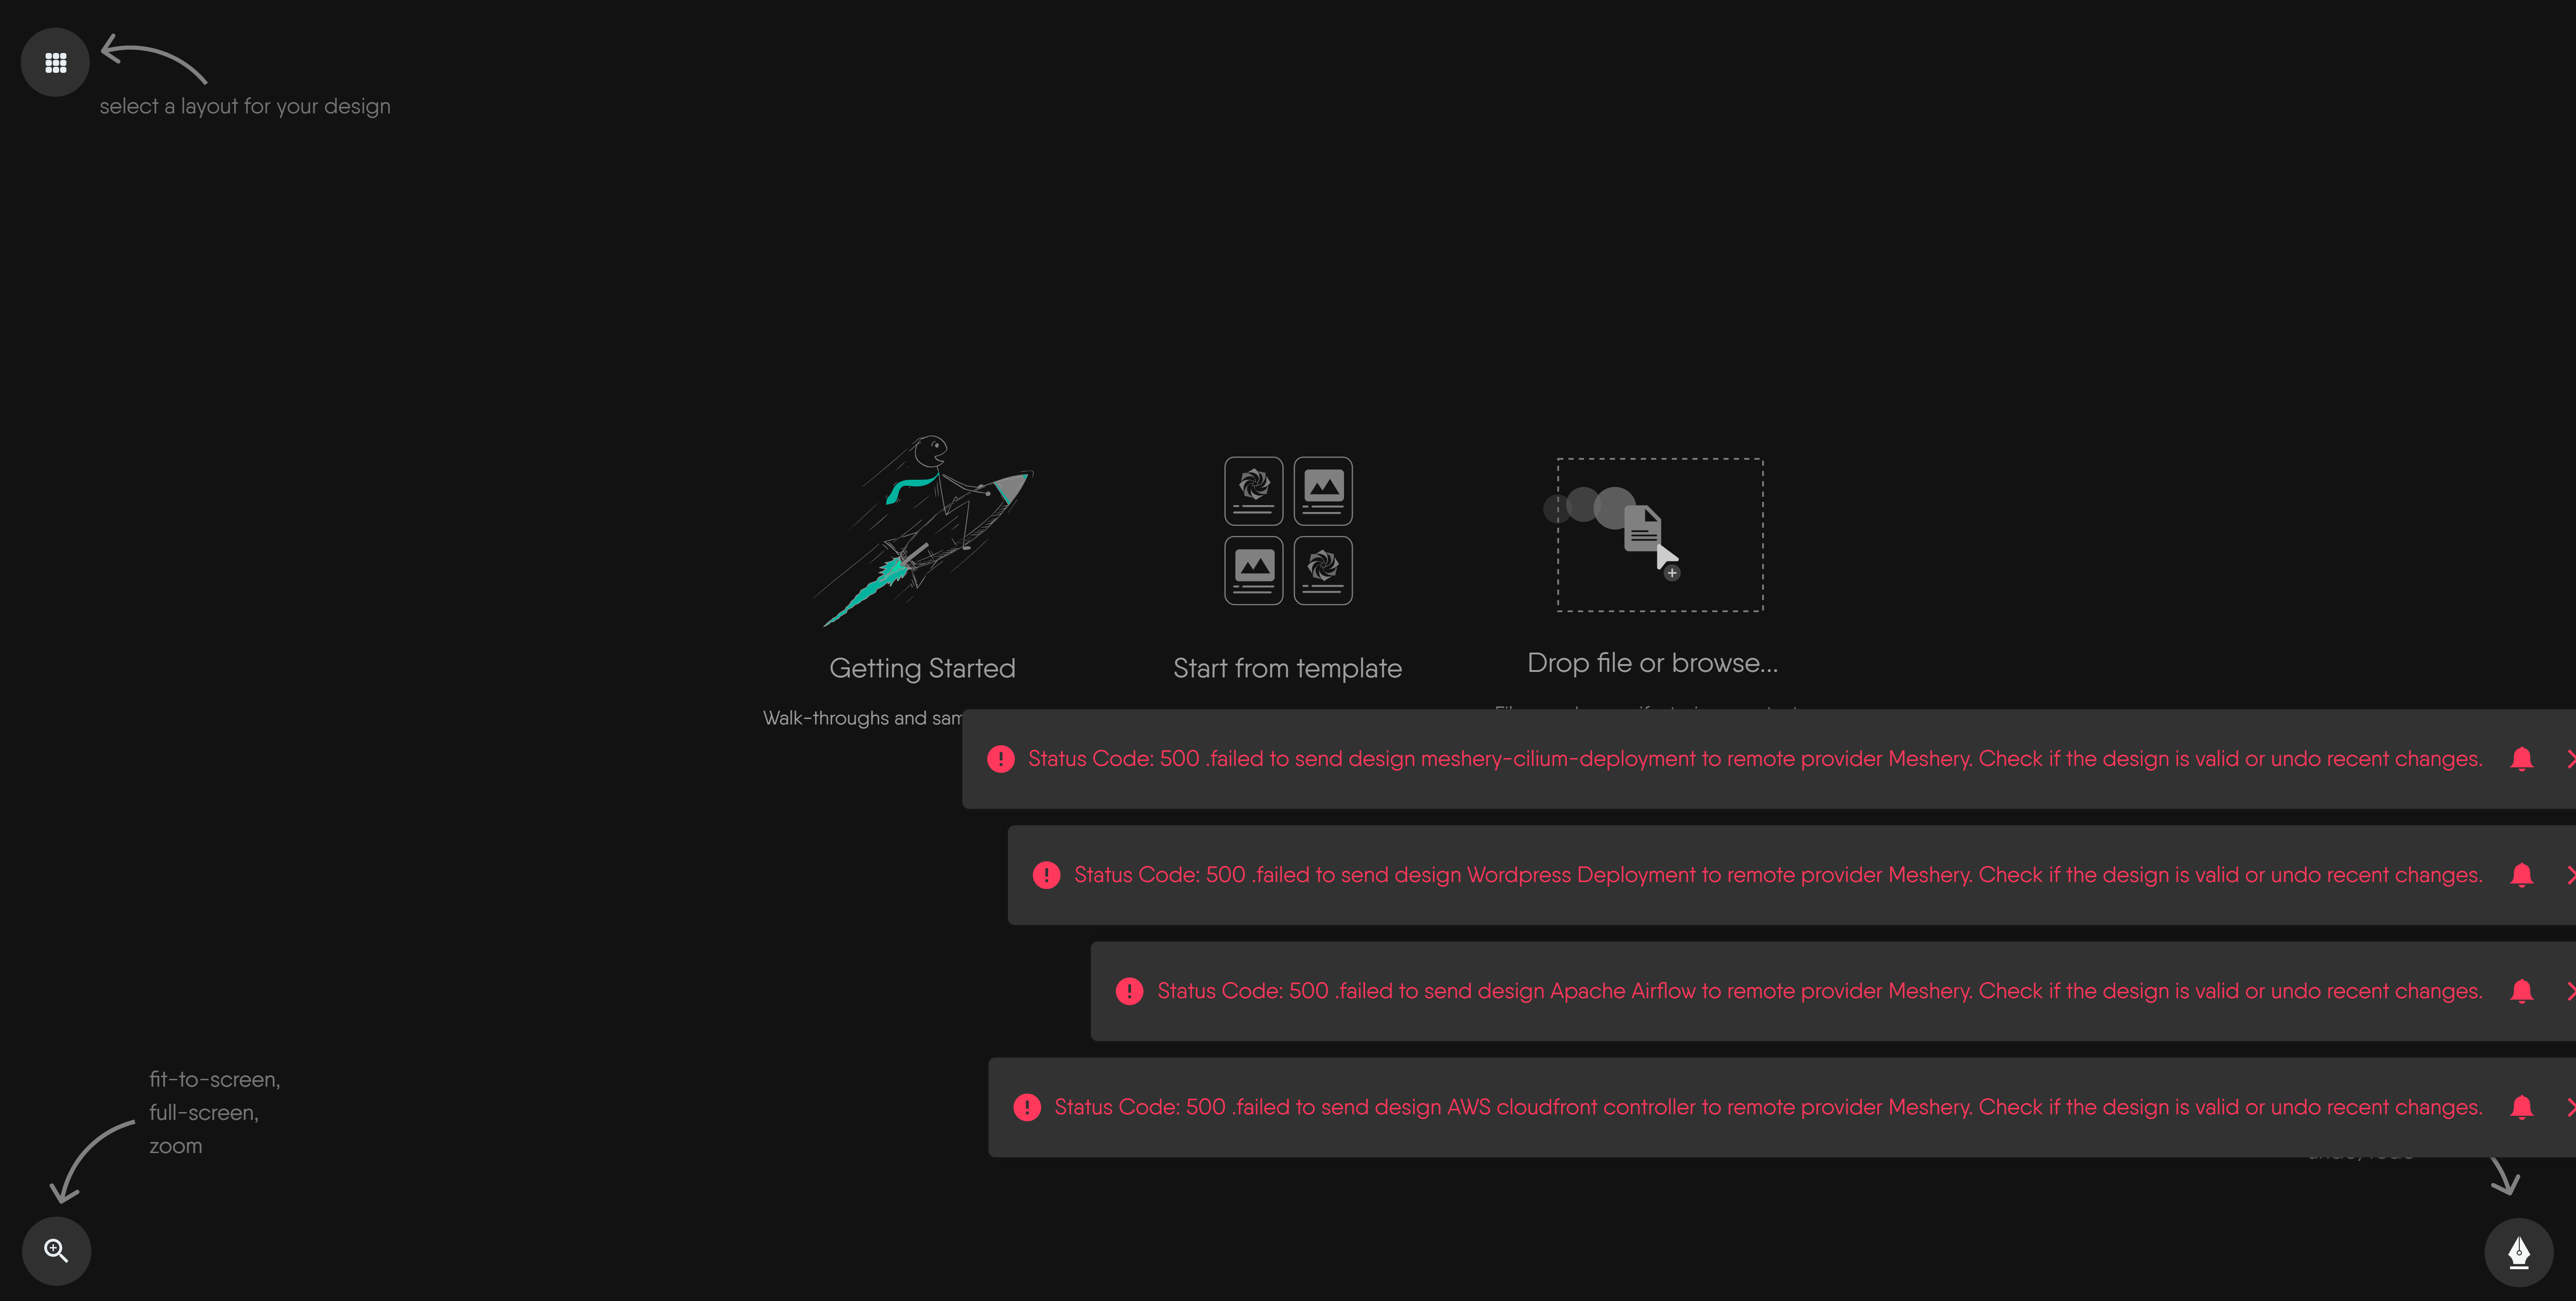 select a layout for your design
Getting Started
Start from template
Drop file or browse...
Walk-throughs and
Status Code: 500 .failed to send design meshery-cilium-deployment to remote provider Meshery. Check if the design is valid or undo recent changes.
Status Code: 500 .failed to send design Wordpress Deployment to remote provider Meshery. Check if the design is valid or undo recent changes.
Status Code: 500 .failed to send design Apache Airflow to remote provider Meshery. Check if the design is valid or undo recent changes.
Status Code: 500 .failed to send design AWS cloudfront controller to remote provider Meshery. Check if the design is valid or undo recent changes.
fit-to-screen,
full-screen,
zoom